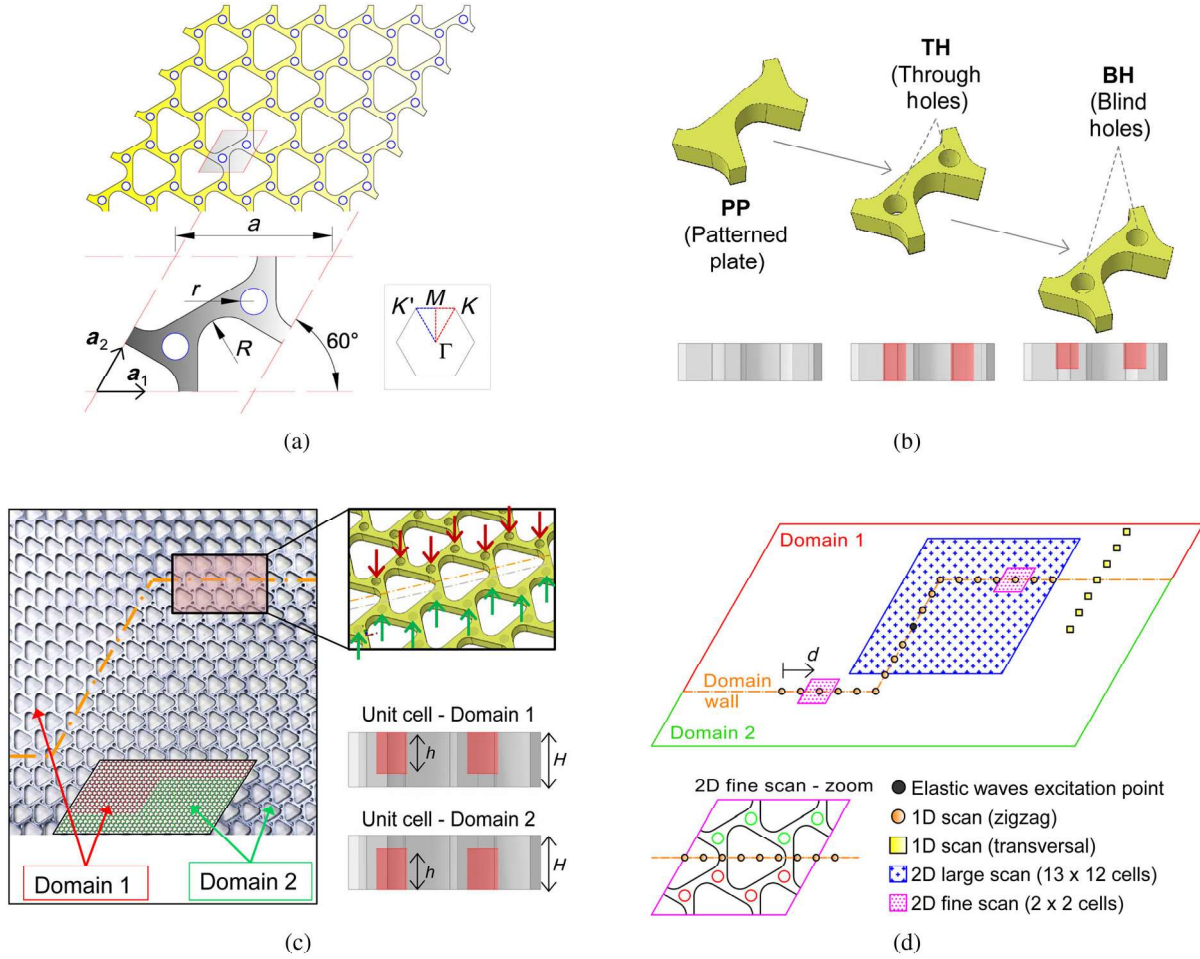 a
r
R
a₂
a₁
60°
K'
M
K
Γ
(a)
PP
(Patterned
plate)
TH
(Through
holes)
BH
(Blind
holes)
(b)
Domain 1
Domain 2
Unit cell - Domain 1
h
H
Unit cell - Domain 2
h
H
(c)
Domain 1
d
Domain
wall
Domain 2
2D fine scan - zoom
Elastic waves excitation point
1D scan (zigzag)
1D scan (transversal)
2D large scan (13 x 12 cells)
2D fine scan (2 x 2 cells)
(d)